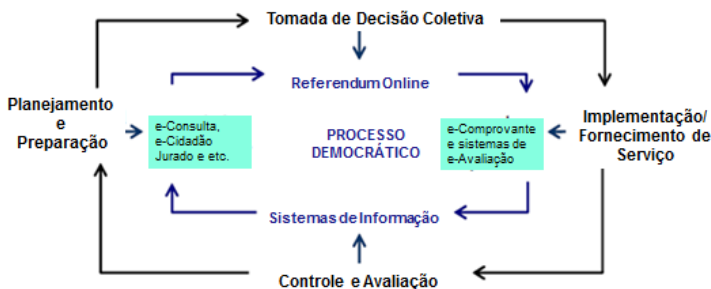 Tomada de Decisão Coletiva
Referendum Online
Planejamento
e
Preparação
e-Consulta,
e-Cidadão
Jurado e etc.
PROCESSO
DEMOCRÁTICO
e-Comprovante
e sistemas de
e-Avaliação
Implementação/
Fornecimento de
Serviço
Sistemas de Informação
Controle e Avaliação